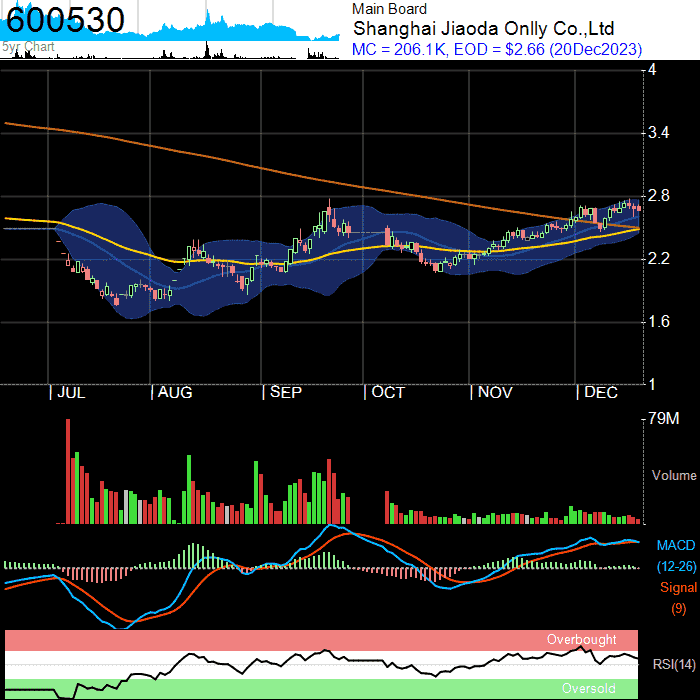 600530
5yr Chart
Main Board
Shanghai Jiaoda Onlly Co.,Ltd
MC = 206.1K, EOD = $2.66 (20Dec2023)
4
3.4
2.8
2.2
1.6
1
| JUL | AUG | SEP | OCT | NOV | DEC
79M
Volume
MACD
(12-26)
Signal
(9)
Overbought
RSI(14)
Oversold